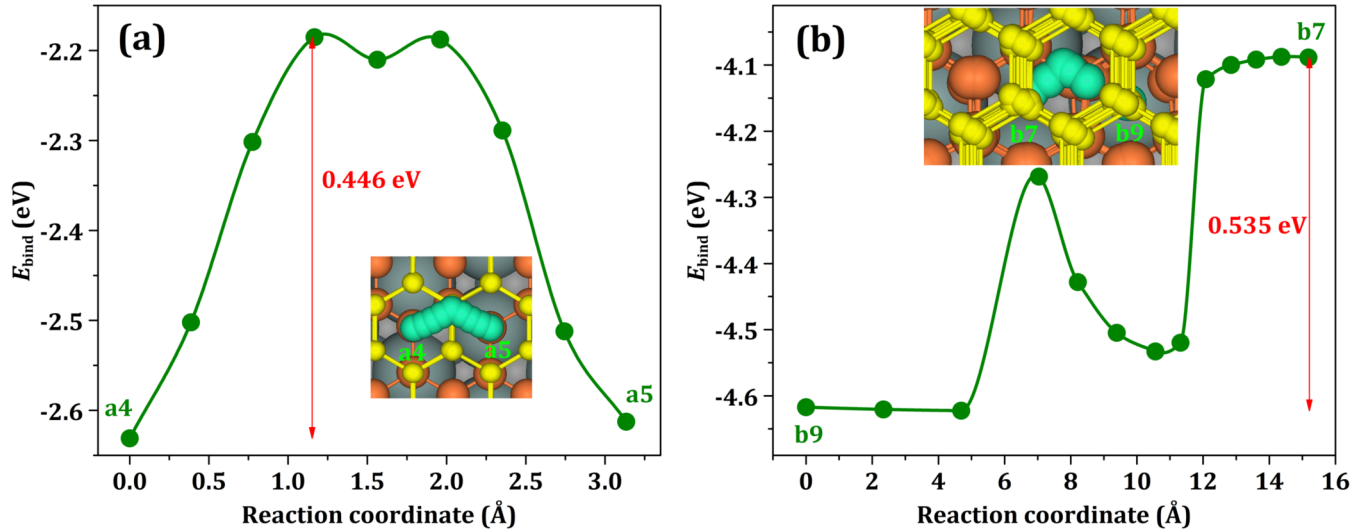 (a)
-2.2
-2.3
-2.4
-2.5
-2.6
E bind (eV)
0.446 eV
a4
a5
a4
a5
0.0 0.5 1.0 1.5 2.0 2.5 3.0
Reaction coordinate (Å)
(b)
-4.1
-4.2
-4.3
-4.4
-4.5
-4.6
E bind (eV)
b7
b7 b9
0.535 eV
b9
0 2 4 6 8 10 12 14 16
Reaction coordinate (Å)